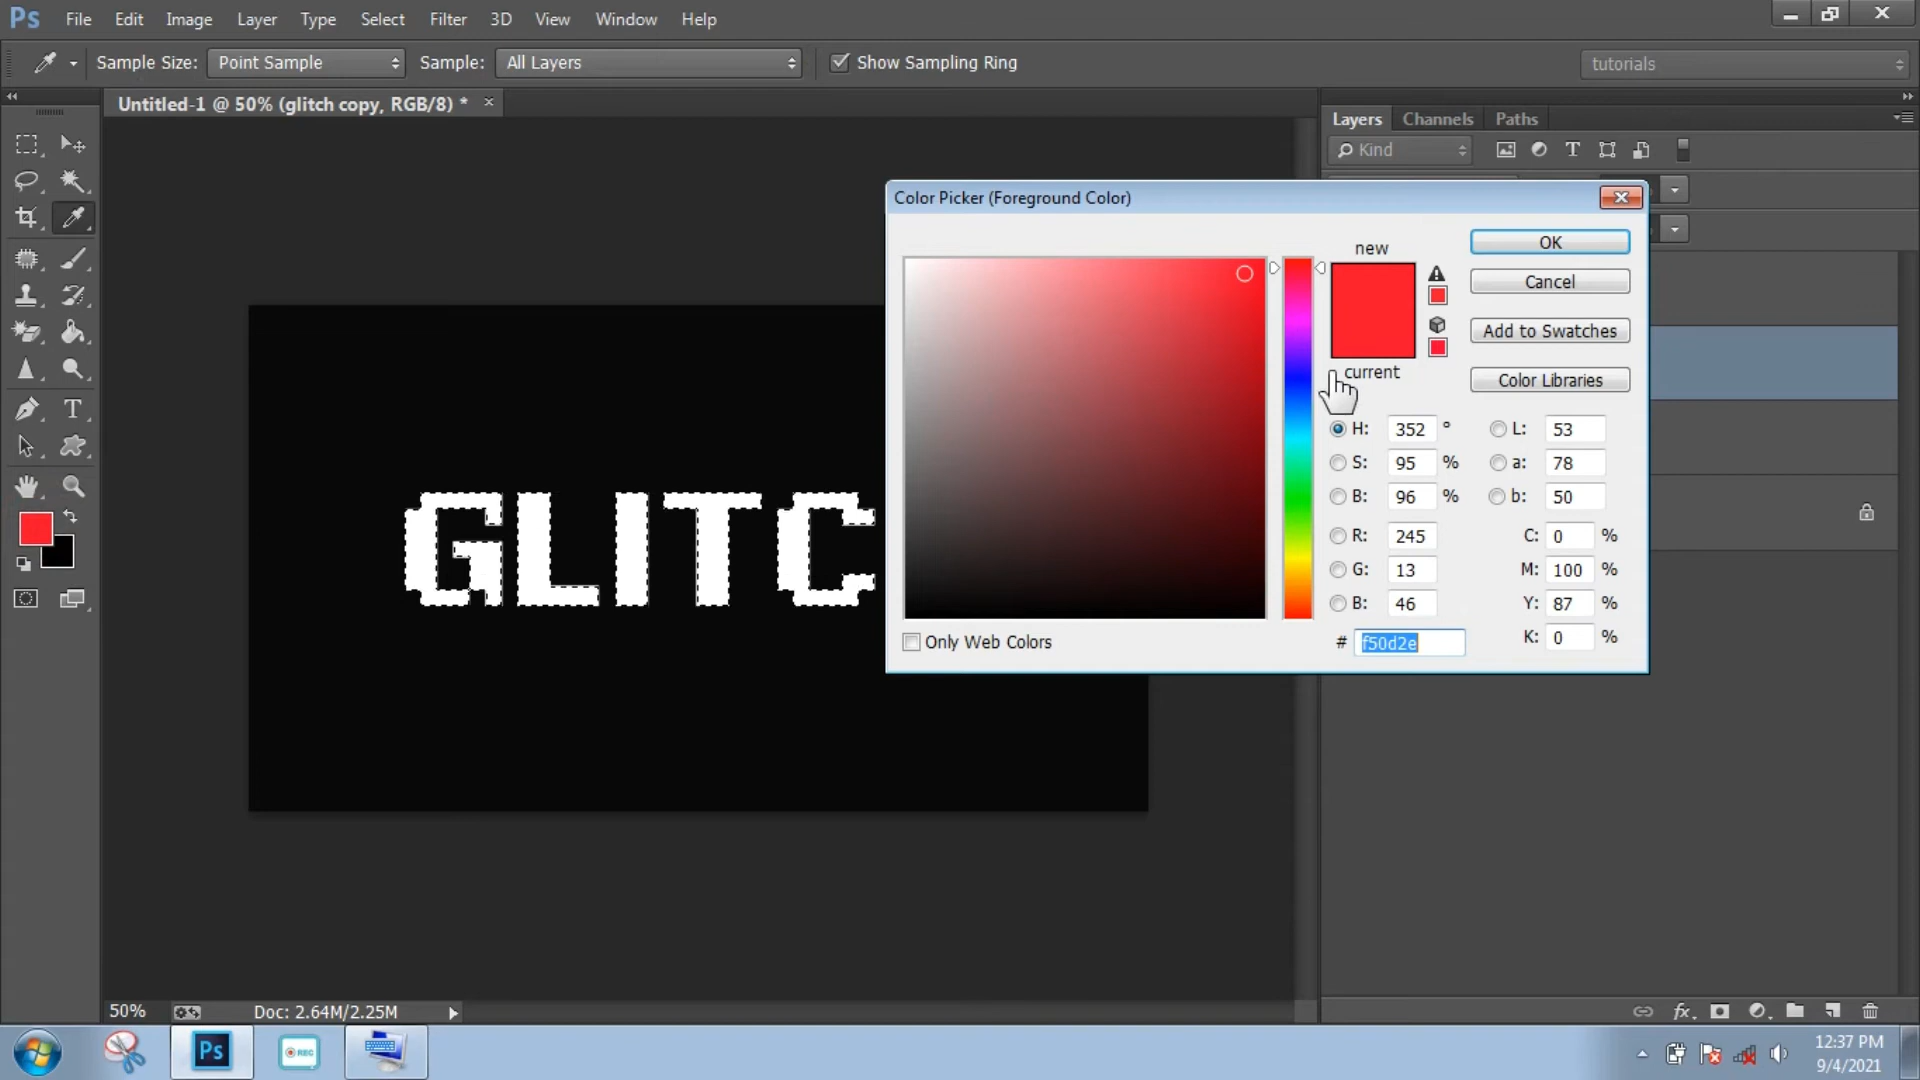 Ps File Edit Image Layer Type Select Filter 3D View Window Help
Sample Size: Point Sample Sample: All Layers Show Sampling Ring tutorials
Untitled-1 @ 50% (glitch copy, RGB/8) *
Layers Channels Paths
Kind
Color Picker (Foreground Color)
new
OK
Cancel
Add to Swatches
current
Color Libraries
H: 352 ° L: 53
S: 95 % a: 78
B: 96 % b: 50
R: 245 C: 0 %
G: 13 M: 100 %
B: 46 Y: 87 %
Only Web Colors # f50d2e K: 0 %
GLITC
50% Doc: 2.64M/2.25M
fx
Ps REC
12:37 PM
9/4/2021